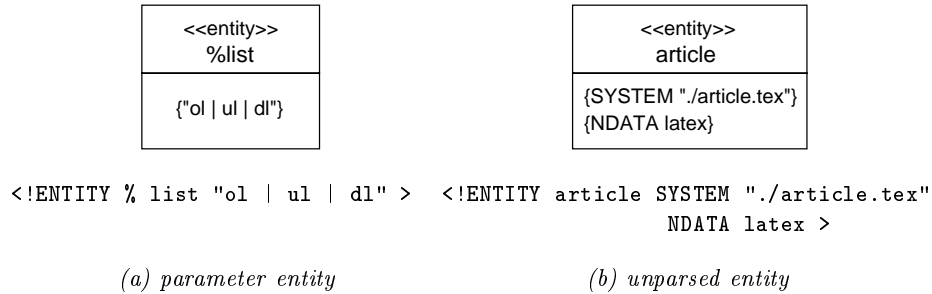 <<entity>>
%list
{"ol | ul | dl"}
<<entity>>
article
{SYSTEM "./article.tex"}
{NDATA latex}
<!ENTITY % list "ol | ul | dl" >
<!ENTITY article SYSTEM "./article.tex"
NDATA latex >
(a) parameter entity
(b) unparsed entity